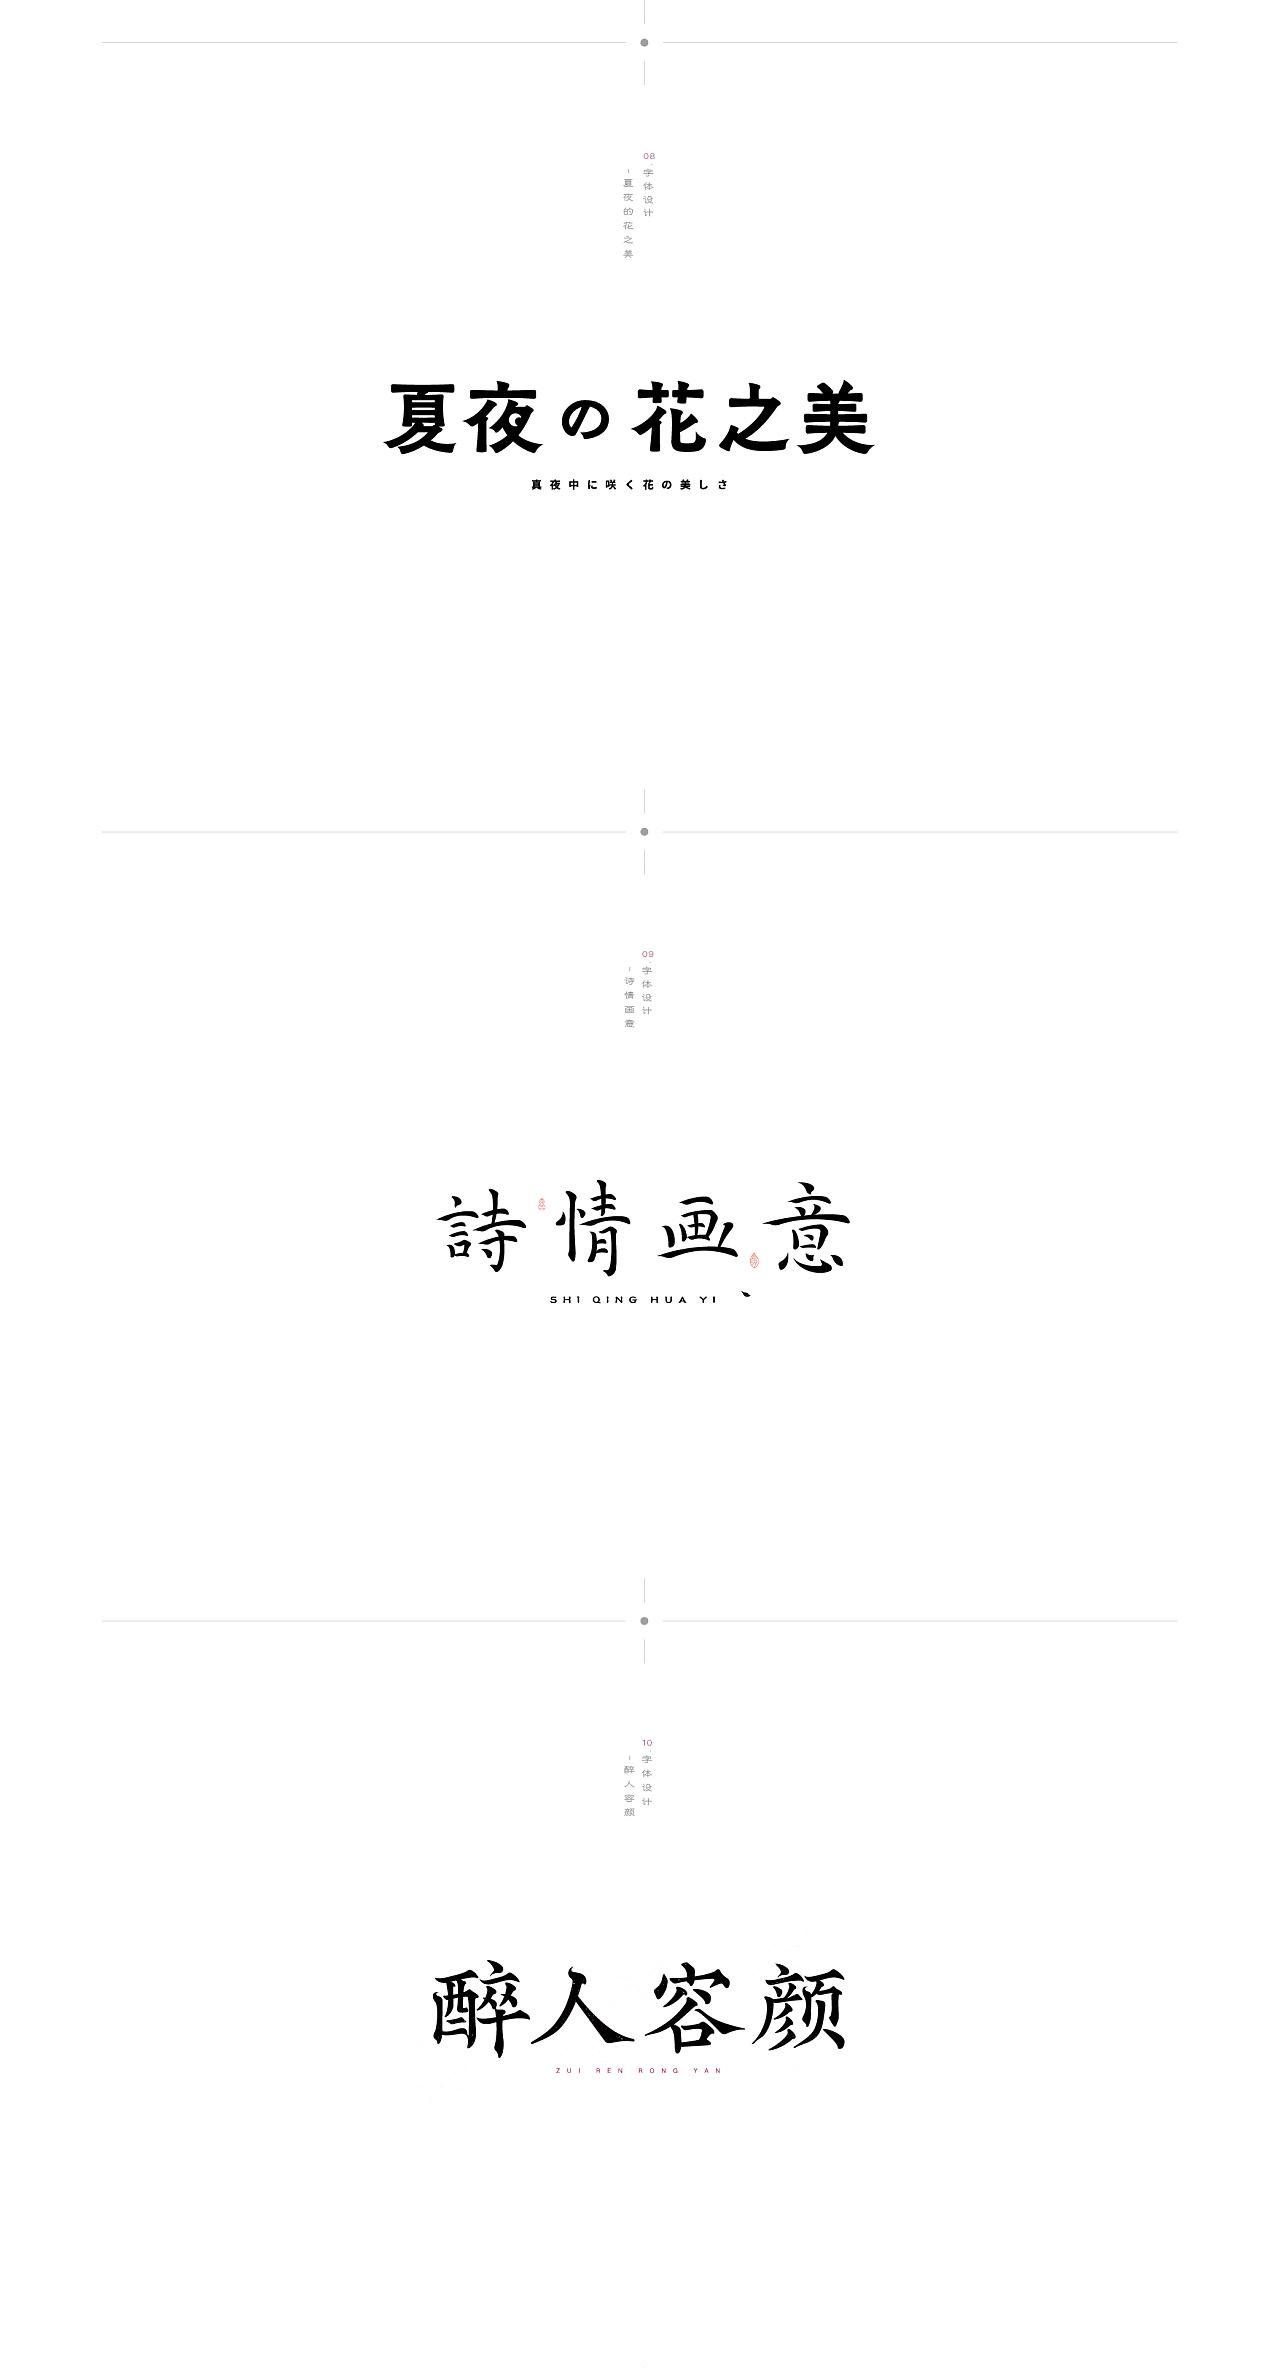 08
·字体设计
-夏夜的花之美
夏夜の花之美
真夜中に咲く花の美しさ
09
·字体设计
-诗情画意
詩情画意
SHI QING HUA YI
10
·字体设计
-醉人容颜
醉人容颜
ZUI REN RONG YAN